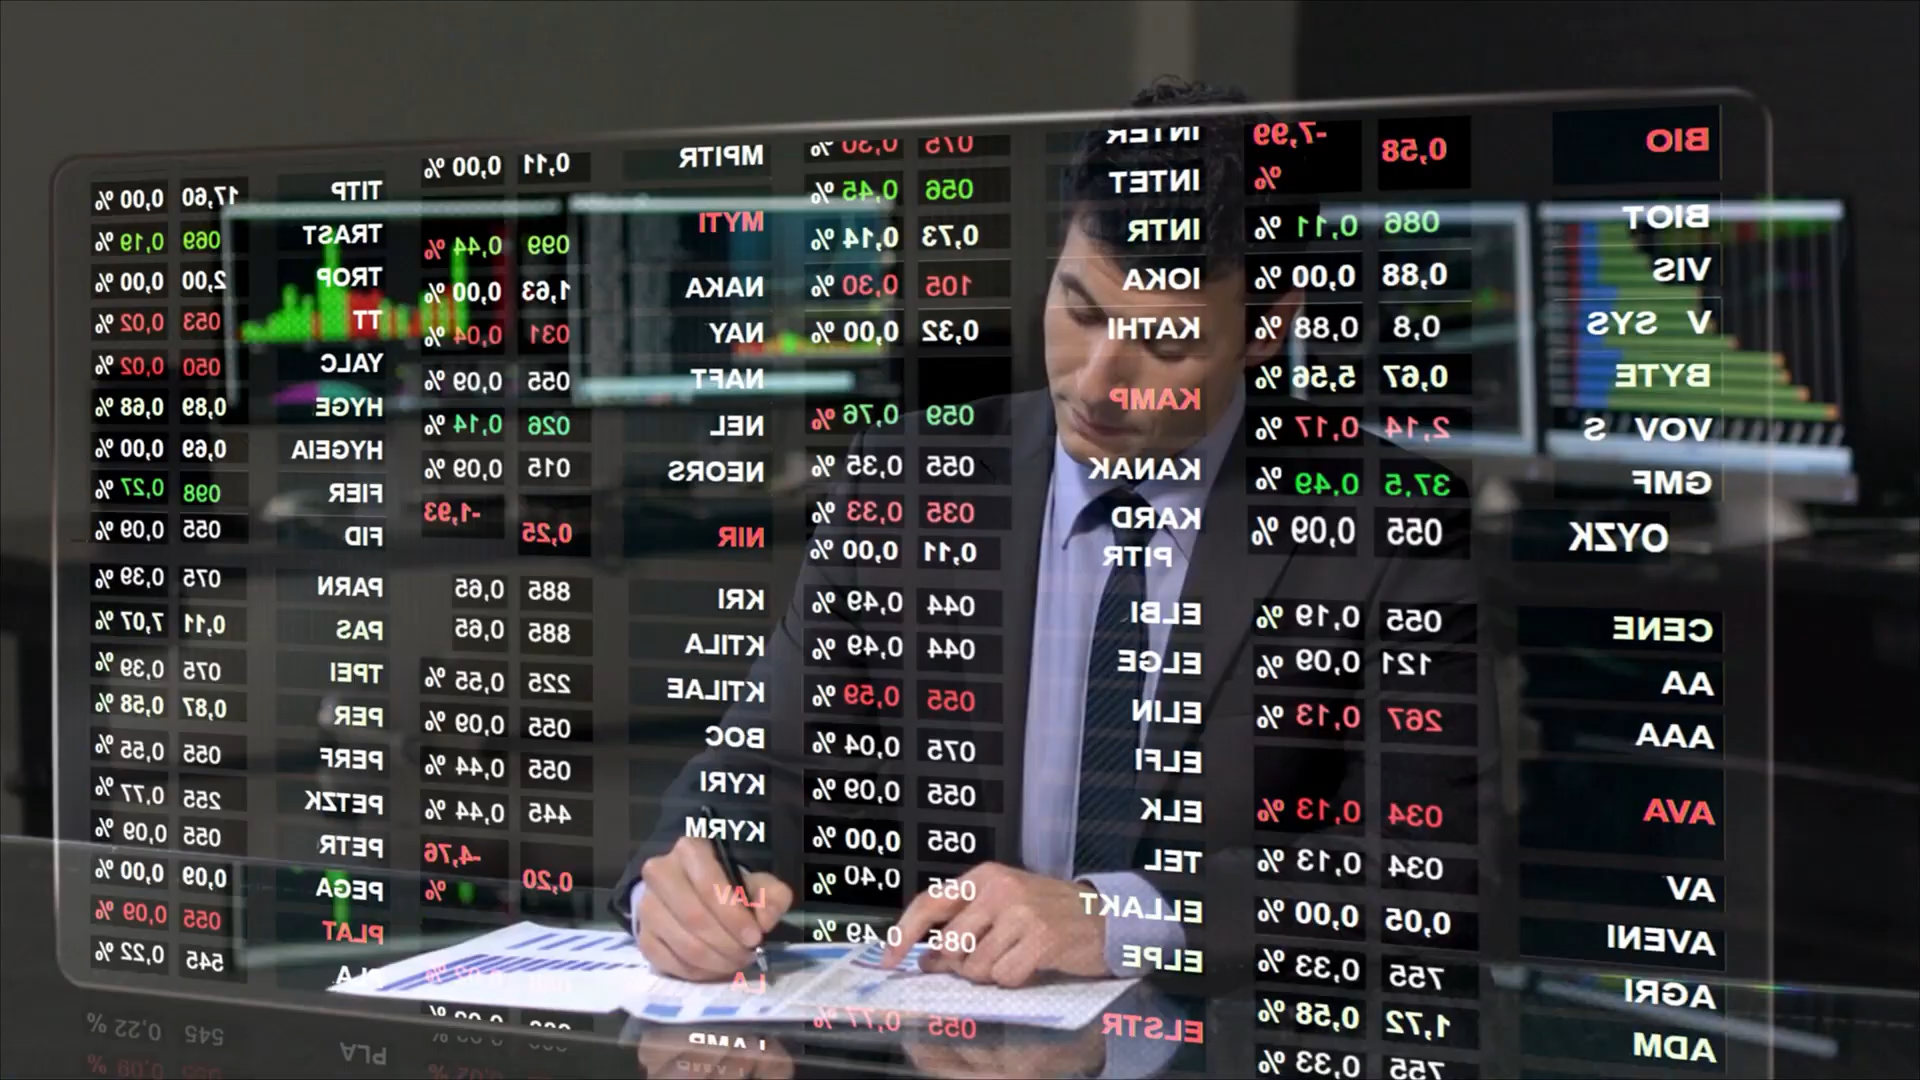 BIO 0,58 -7,99 %
BIOT 086 0,11 %
VIS 0,88 0,00 %
V SYS 0,8 0,88 %
BYTE 0,67 5,56 %
VOV S 2,14 0,17 %
GMF 37,5 0,49 %
OYZK 055 0,09 %
CENE 055 0,19 %
AA 121 0,09 %
AAA 267 0,13 %
AVA 034 0,13 %
AV 034 0,13 %
AVENI 0,05 0,00 %
AGRI 755 0,33 %
ADM 1,72 0,58 %
755 0,33 %
INTER 075 0,30 %
INTET 056 0,45 %
INTR 0,73 0,14 %
IOKA 105 0,30 %
KATHI 0,32 0,00 %
KAMP 059 0,76 %
KANAK 055 0,35 %
KARD 035 0,33 %
PITR 0,11 0,00 %
ELBI 044 0,49 %
ELGE 044 0,49 %
ELIN 055 0,59 %
ELFI 075 0,04 %
ELK 055 0,09 %
TEL 055 0,00 %
ELLAKT 055 0,40 %
ELPE 085 0,49 %
ELSTR 055 0,77 %
MPITR 0,11 0,00 %
MYTI 099 0,44 %
NAKA 1,63 0,00 %
NAY 031 0,04 %
NAFT 055 0,09 %
NEL 026 0,14 %
NEORS 015 0,09 %
NIR 0,25 -1,93
KRI 885 0,65
KTILA 885 0,65
KTILAE 225 0,55 %
BOC 055 0,09 %
KYRI 055 0,44 %
KYRM 445 0,44 %
LAV 0,20 -4,76 %
LA
LAMP
TITP 17,60 0,00 %
TRAST 069 0,19 %
TROP 2,00 0,00 %
TT 053 0,02 %
YALC 050 0,02 %
HYGE 0,89 0,68 %
HYGEIA 0,69 0,00 %
FIER 098 0,27 %
FID 055 0,09 %
PARN 075 0,39 %
PAS 0,11 7,07 %
TPEI 075 0,39 %
PER 0,87 0,58 %
PERF 055 0,55 %
PETZK 255 0,77 %
PETR 055 0,09 %
PEGA 0,09 0,00 %
PLAT 055 0,09 %
PLA 545 0,22 %
PLA 545 0,22 %